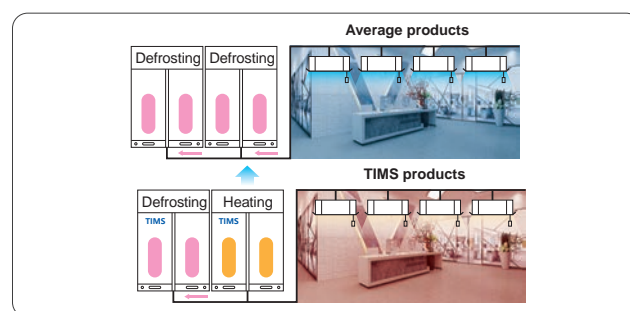 Average products
Defrosting Defrosting
TIMS products
Defrosting Heating
TIMS TIMS